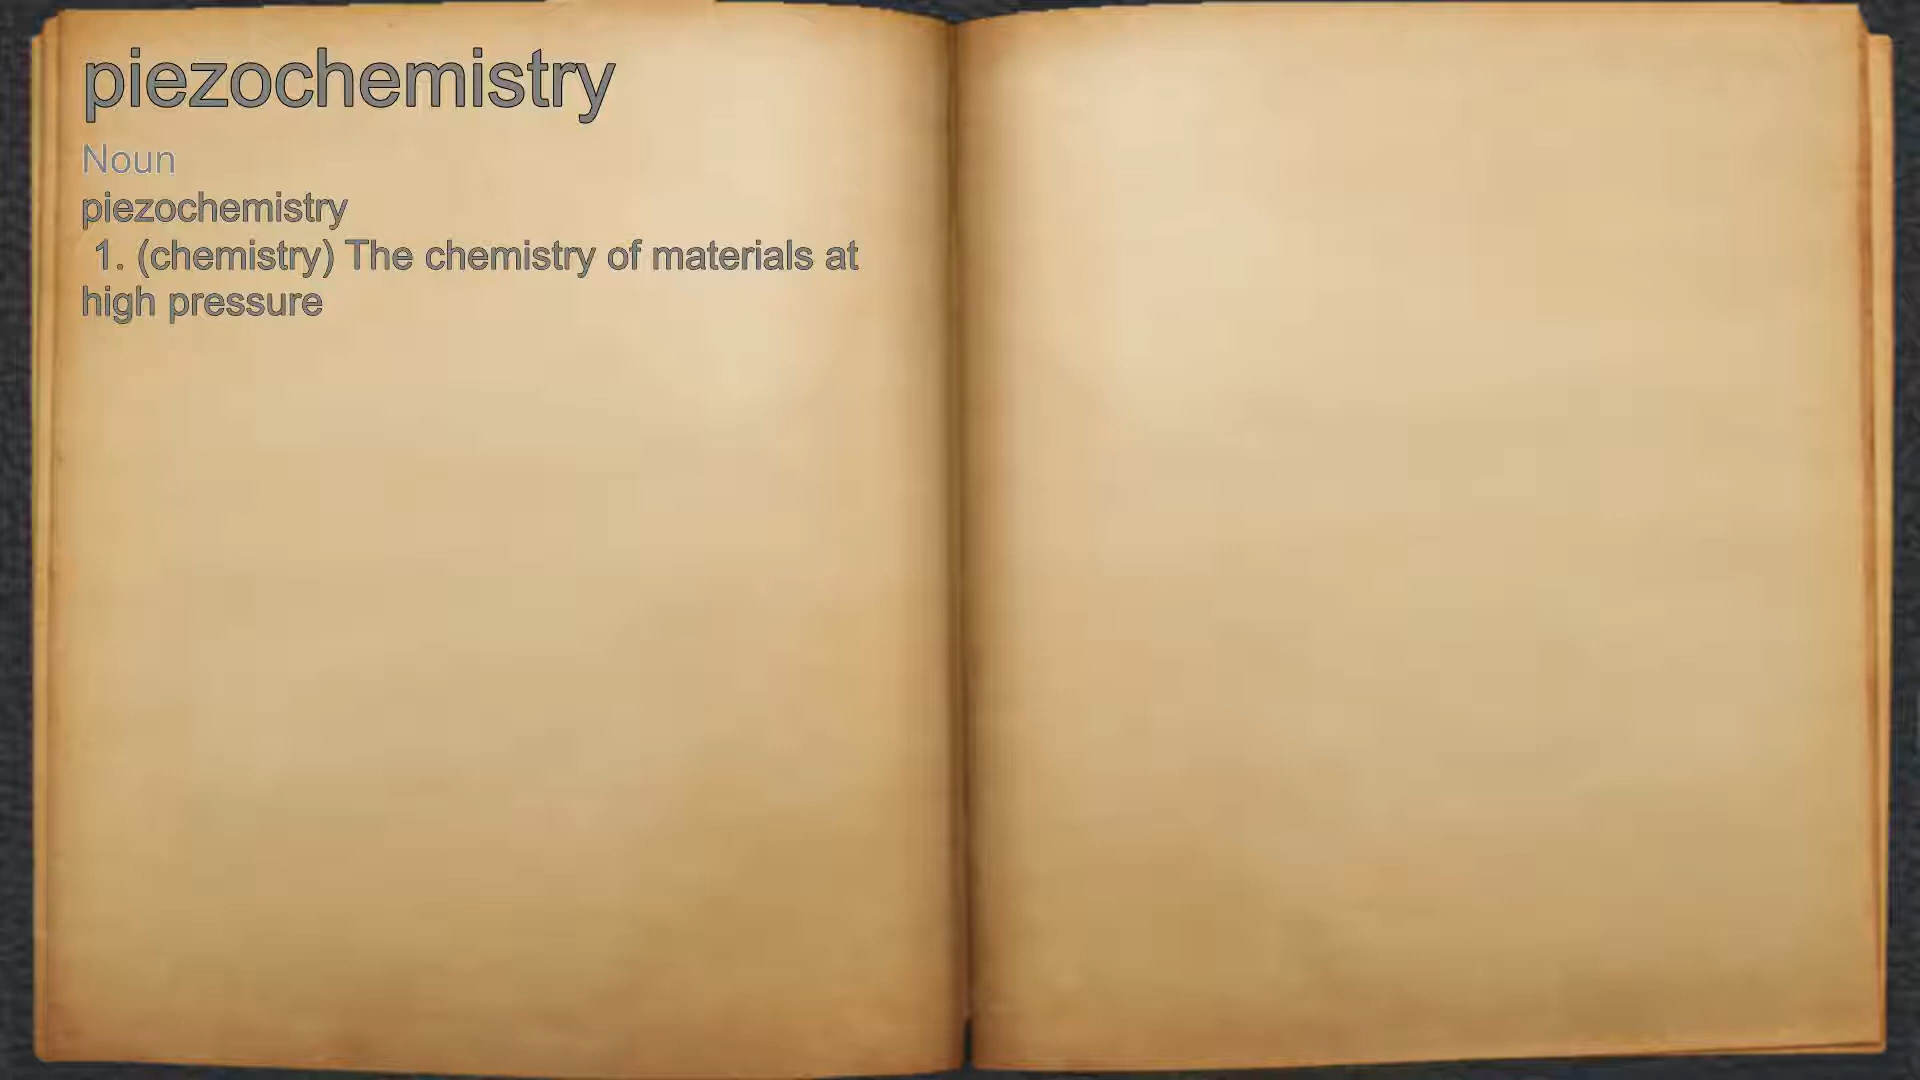 piezochemistry
Noun
piezochemistry
1. (chemistry) The chemistry of materials at
high pressure